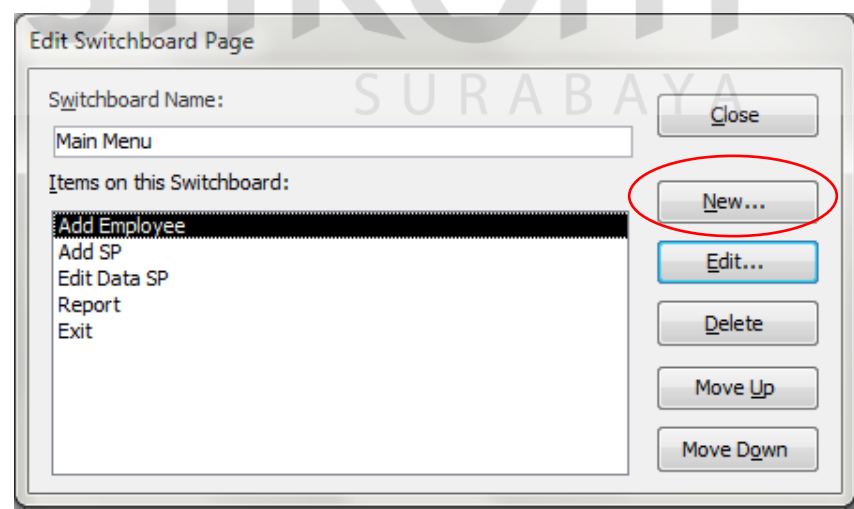 Edit Switchboard Page
SURABAYA
Switchboard Name:
Close
Main Menu
Items on this Switchboard:
New...
Add Employee
Add SP
Edit...
Edit Data SP
Report
Delete
Exit
Move Up
Move Down